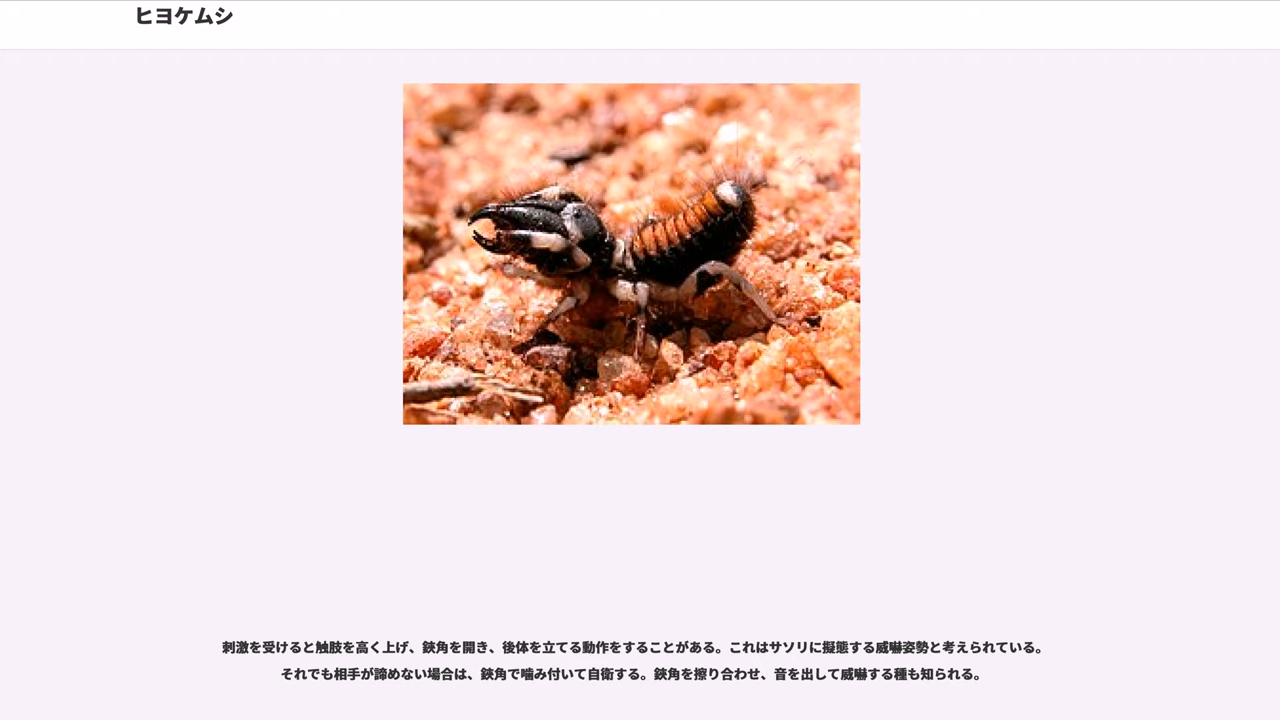 ヒヨケムシ
刺激を受けると触肢を高く上げ、鋏角を開き、後体を立てる動作をすることがある。これはサソリに擬態する威嚇姿勢と考えられている。
それでも相手が諦めない場合は、鋏角で噛み付いて自衛する。鋏角を擦り合わせ、音を出して威嚇する種も知られる。